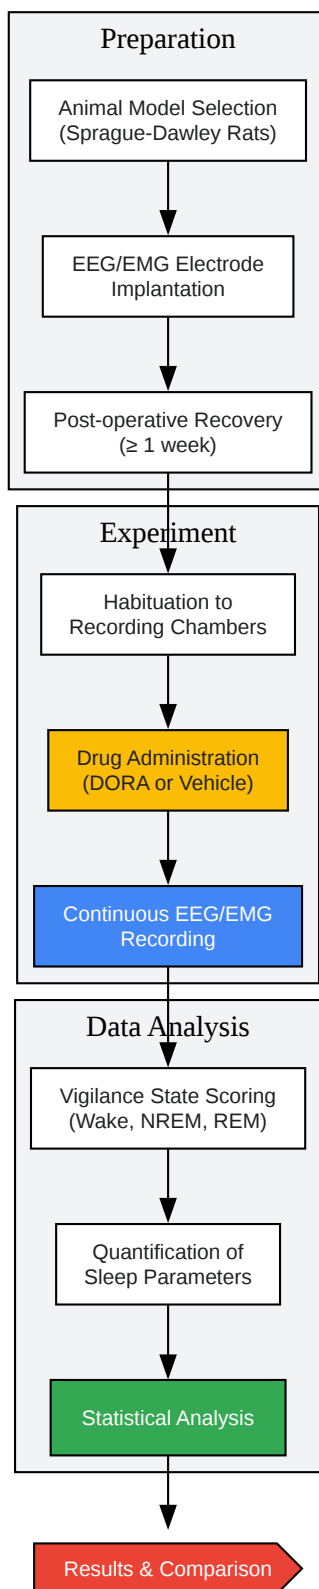 Preparation
Animal Model Selection
(Sprague-Dawley Rats)
EEG/EMG Electrode
Implantation
Post-operative Recovery
(≥ 1 week)
Experiment
Habituation to
Recording Chambers
Drug Administration
(DORA or Vehicle)
Continuous EEG/EMG
Recording
Data Analysis
Vigilance State Scoring
(Wake, NREM, REM)
Quantification of
Sleep Parameters
Statistical Analysis
Results & Comparison